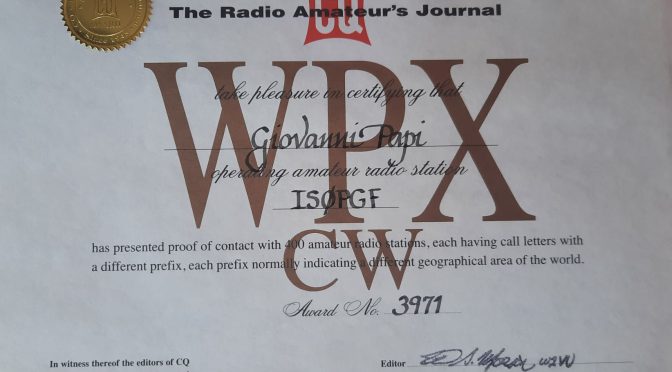 CQ
The Radio Amateur's Journal
CQ
WPX
take pleasure in certifying that
Giovanni Papi
operating amateur radio station
ISØPGF
CW
has presented proof of contact with 400 amateur radio stations, each having call letters with
a different prefix, each prefix normally indicating a different geographical area of the world.
Award No. 3971
In witness thereof the editors of CQ
Editor
W2VU